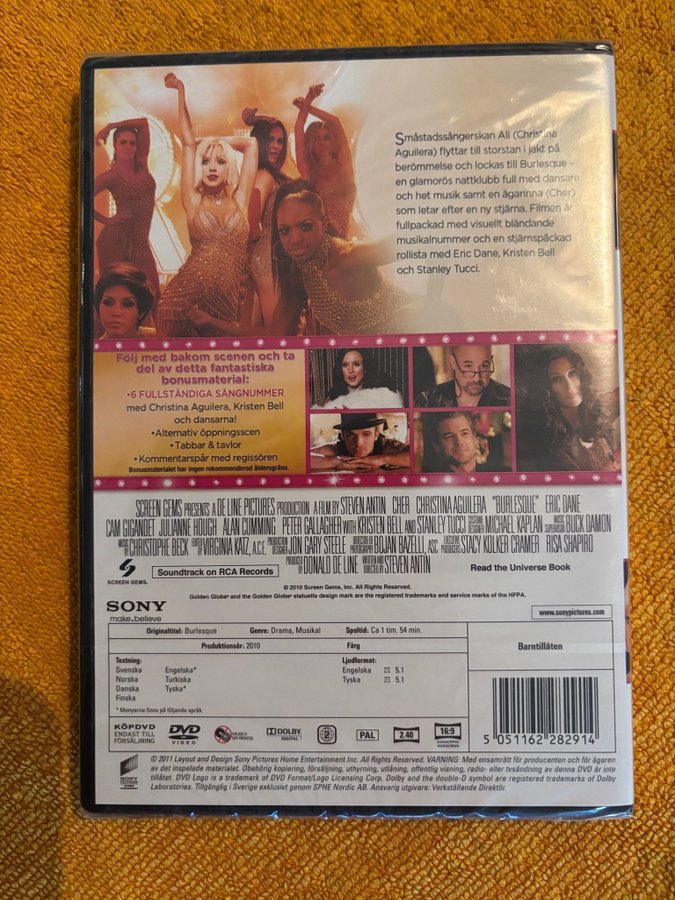 Småstadssångerskan Ali (Christina
Aguilera) flyttar till storstan i jakt på
berömmelse och lockas till Burlesque -
en glamorös nattklubb full med dansare
och het musik samt en ägarinna (Cher)
som letar efter en ny stjärna. Filmen är
fullpackad med visuellt bländande
musikalnummer och en stjärnspäckad
rollista med Eric Dane, Kristen Bell
och Stanley Tucci.
Följ med bakom scenen och ta
del av detta fantastiska
bonusmaterial:
•6 FULLSTÄNDIGA SÅNGNUMMER
med Christina Aguilera, Kristen Bell
och dansarna!
•Alternativ öppningsscen
•Tabbar & tavlor
•Kommentarspår med regissören
Bonusmaterialet har ingen rekommenderad åldersgräns.
SCREEN GEMS PRESENTS A DE LINE PICTURES PRODUCTION A FILM BY STEVEN ANTIN CHER CHRISTINA AGUILERA "BURLESQUE" ERIC DANE
CAM GIGANDET JULIANNE HOUGH ALAN CUMMING PETER GALLAGHER WITH KRISTEN BELL AND STANLEY TUCCI COSTUME DESIGNER MICHAEL KAPLAN MUSIC SUPERVISOR BUCK DAMON
MUSIC BY CHRISTOPHE BECK EDITED BY VIRGINIA KATZ, A.C.E. PRODUCTION DESIGNER JON GARY STEELE DIRECTOR OF PHOTOGRAPHY BOJAN BAZELLI, ASC EXECUTIVE PRODUCERS STACY KOLKER CRAMER RISA SHAPIRO
PRODUCED BY DONALD DE LINE WRITTEN AND DIRECTED BY STEVEN ANTIN
SCREEN GEMS.
Soundtrack on RCA Records
Read the Universe Book
© 2010 Screen Gems, Inc. All Rights Reserved.
Golden Globe® and the Golden Globe® statuette design mark are the registered trademarks and service marks of the HFPA.
SONY
make.believe
www.sonypictures.com
Originaltitel: Burlesque Genre: Drama, Musikal Speltid: Ca 1 tim. 54 min.
Produktionsår: 2010 Färg
Barntillåten
Textning:
Svenska Engelska*
Norska Turkiska
Danska Tyska*
Finska
* Menyerna finns på följande språk.
Ljudformat:
Engelska 5.1
Tyska 5.1
KÖPDVD
ENDAST TILL
FÖRSÄLJNING
DVD
VIDEO
DOLBY
DIGITAL
2
PAL
2.40
16:9
5 051162 282914
SONY
PICTURES
© 2011 Layout and Design Sony Pictures Home Entertainment Inc. All Rights Reserved. VARNING: Med ensamrätt för producenten och för ägaren
av det inspelade materialet. Obehörig kopiering, försäljning, uthyrning, utlåning, offentlig visning, radio- eller tvsändning av denna DVD är inte
tillåtet. DVD Logo is a trademark of DVD Format/Logo Licensing Corp. Dolby and the double-D symbol are registered trademarks of Dolby
Laboratories. Tillgänglig i Sverige exklusivt genom SPHE Nordic AB. Ansvarig utgivare: Verkställande Direktör.